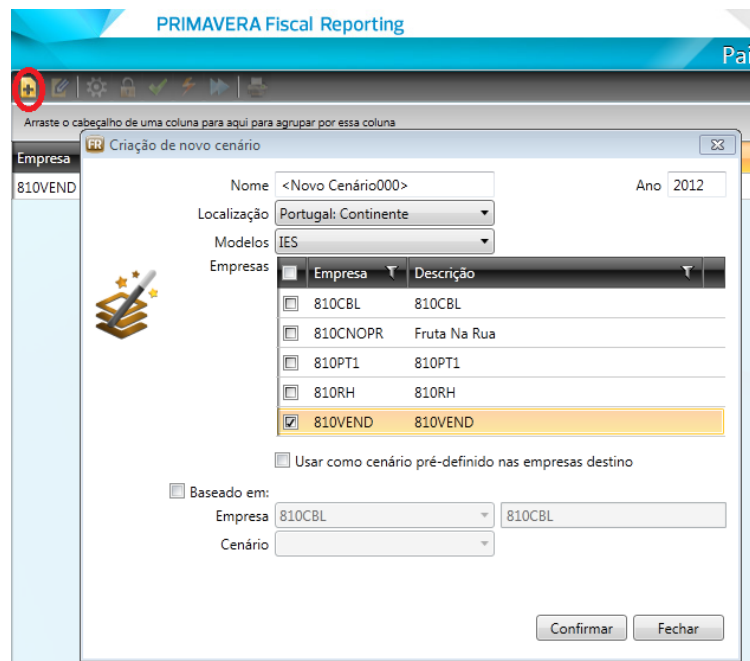 PRIMAVERA Fiscal Reporting
Pai
Arraste o cabeçalho de uma coluna para aqui para agrupar por essa coluna
Empresa
810VEND
FR Criação de novo cenário
Nome <Novo Cenário000> Ano 2012
Localização Portugal: Continente
Modelos IES
Empresas
Empresa Descrição
810CBL 810CBL
810CNOPR Fruta Na Rua
810PT1 810PT1
810RH 810RH
810VEND 810VEND
Usar como cenário pré-definido nas empresas destino
Baseado em:
Empresa 810CBL 810CBL
Cenário
Confirmar Fechar